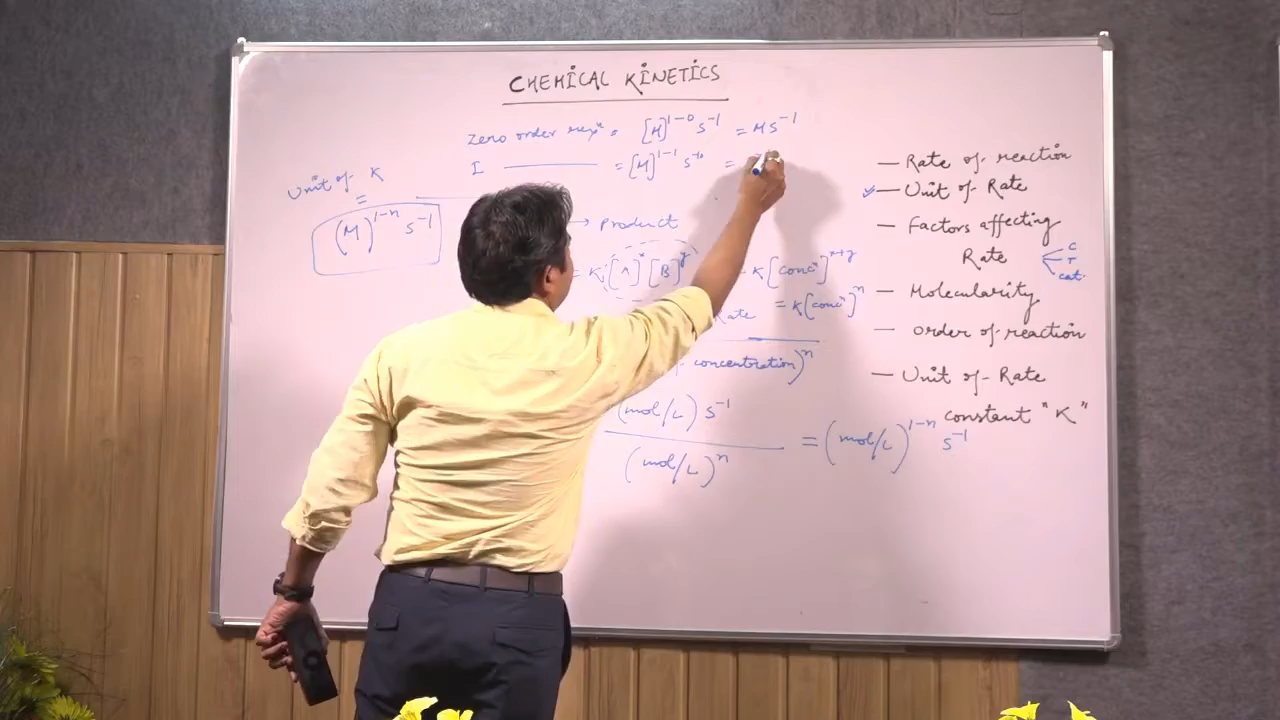 CHEMICAL KINETICS
Zero order rexⁿ = [M]¹⁻⁰ s⁻¹ = M s⁻¹
I = [M]¹⁻¹ s⁻¹ =
Unit of K
=
(M)¹⁻ⁿ s⁻¹
→ product
= K [A]ˣ [B]ʸ
K [concⁿ]ˣ⁺ʸ
Rate = K [concⁿ]ⁿ
concentration)ⁿ
(mol/L) s⁻¹
(mol/L)ⁿ
= (mol/L)¹⁻ⁿ s⁻¹
— Rate of reaction
— Unit of Rate
— Factors affecting
Rate
C
T
cat.
— Molecularity
— order of reaction
— Unit of Rate
constant "K"